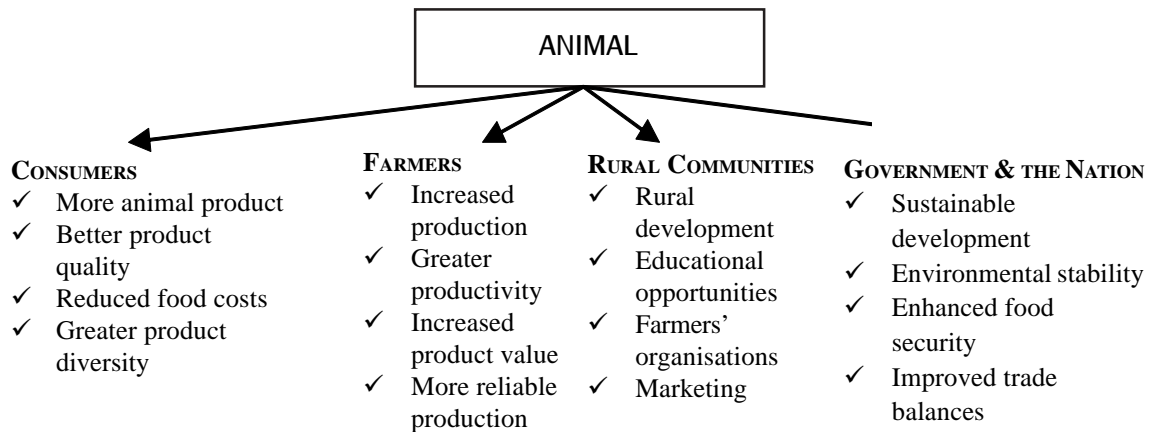 ANIMAL
CONSUMERS
✓ More animal product
✓ Better product
quality
✓ Reduced food costs
✓ Greater product
diversity
FARMERS
✓ Increased
production
✓ Greater
productivity
✓ Increased
product value
✓ More reliable
production
RURAL COMMUNITIES
✓ Rural
development
✓ Educational
opportunities
✓ Farmers’
organisations
✓ Marketing
GOVERNMENT & THE NATION
✓ Sustainable
development
✓ Environmental stability
✓ Enhanced food
security
✓ Improved trade
balances